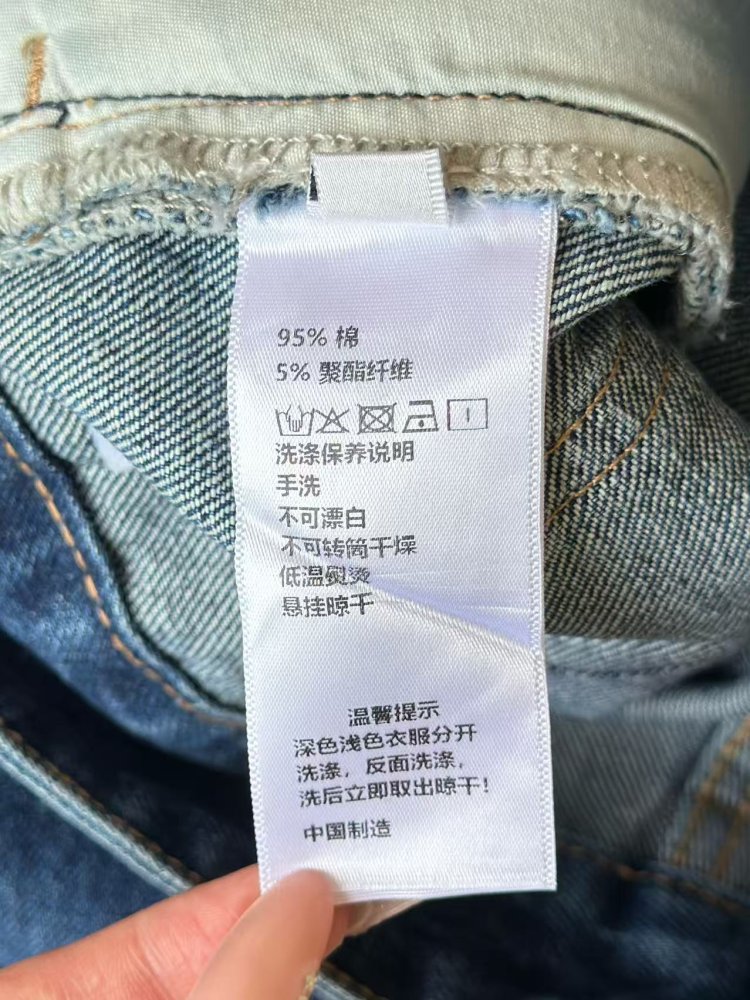 95% 棉
5% 聚酯纤维
洗涤保养说明
手洗
不可漂白
不可转筒干燥
低温熨烫
悬挂晾干
温馨提示
深色浅色衣服分开
洗涤，反面洗涤，
洗后立即取出晾干！
中国制造